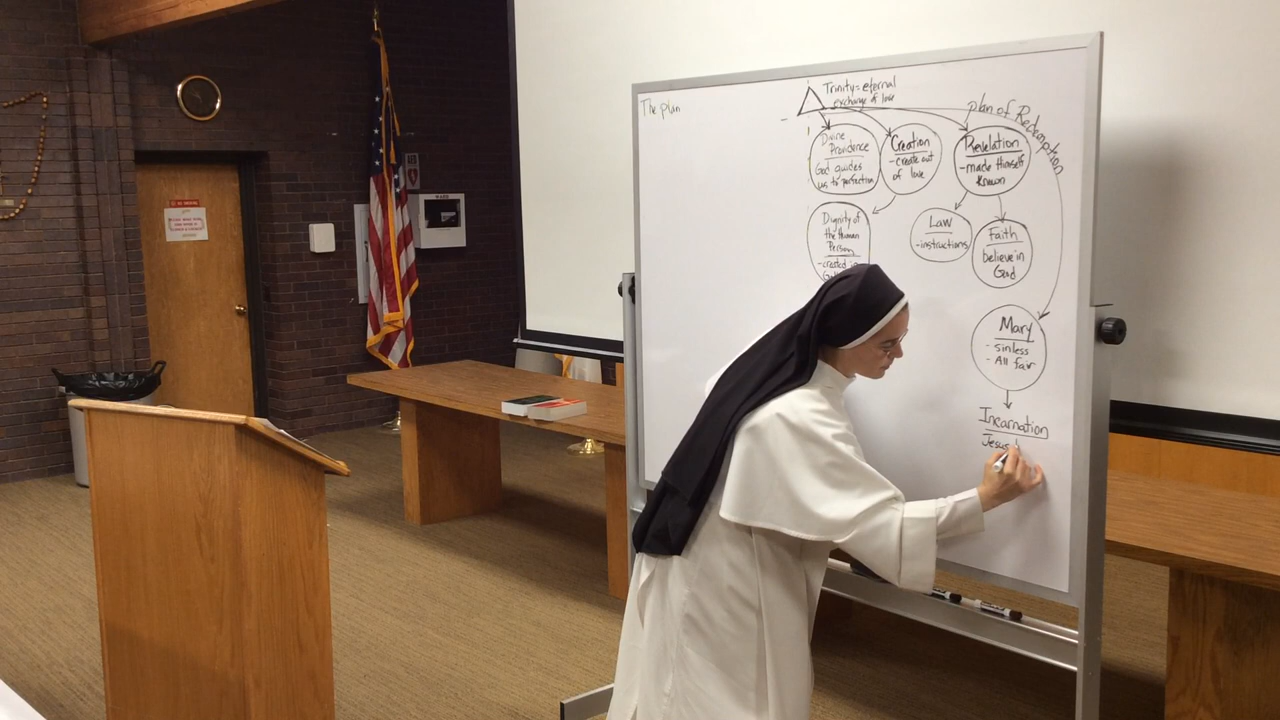 The plan
Trinity = eternal
exchange of love
plan of Redemption
Divine
Providence
God guides
us to perfection
Creation
- create out
of love
Revelation
- made Himself
Known
Dignity of
the Human
Person
- created in
Law
- instructions
Faith
believe in
God
Mary
- sinless
- All fair
Incarnation
Jesus